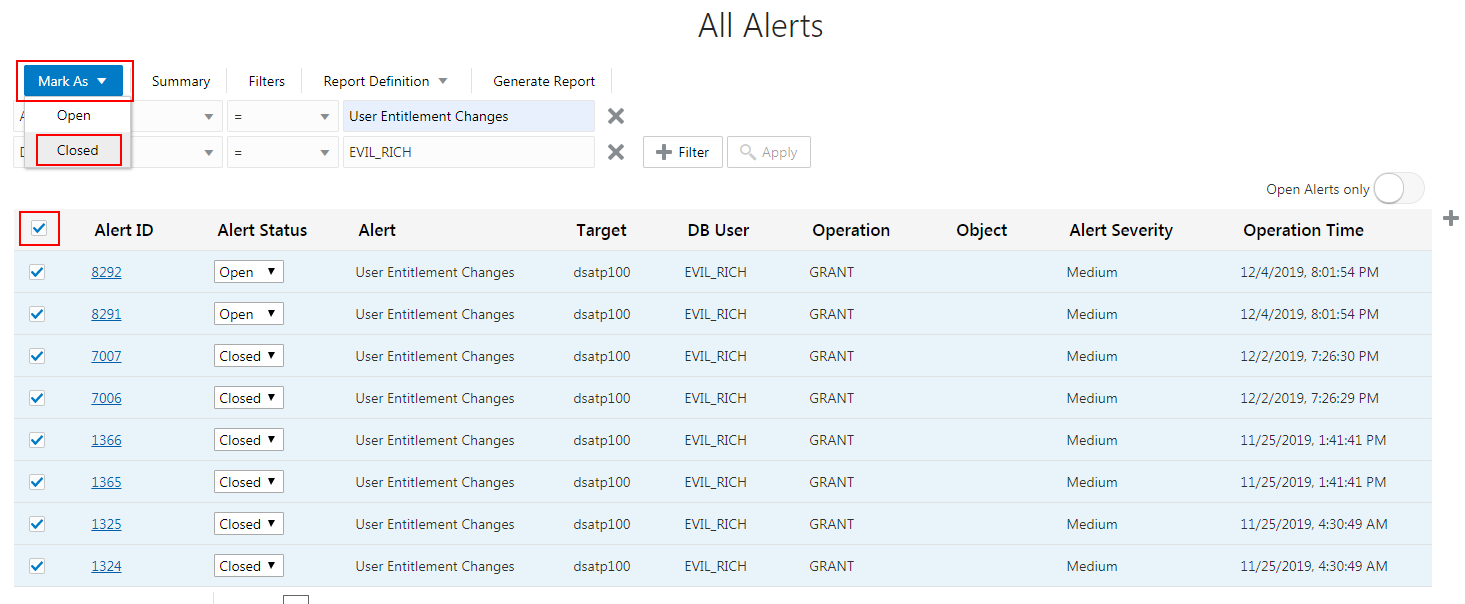 All Alerts
Mark As Summary Filters Report Definition Generate Report
Open
= User Entitlement Changes
Closed
= EVIL_RICH Filter Apply
Open Alerts only
Alert ID Alert Status Alert Target DB User Operation Object Alert Severity Operation Time
8292 Open User Entitlement Changes dsatp100 EVIL_RICH GRANT Medium 12/4/2019, 8:01:54 PM
8291 Open User Entitlement Changes dsatp100 EVIL_RICH GRANT Medium 12/4/2019, 8:01:54 PM
7007 Closed User Entitlement Changes dsatp100 EVIL_RICH GRANT Medium 12/2/2019, 7:26:30 PM
7006 Closed User Entitlement Changes dsatp100 EVIL_RICH GRANT Medium 12/2/2019, 7:26:29 PM
1366 Closed User Entitlement Changes dsatp100 EVIL_RICH GRANT Medium 11/25/2019, 1:41:41 PM
1365 Closed User Entitlement Changes dsatp100 EVIL_RICH GRANT Medium 11/25/2019, 1:41:41 PM
1325 Closed User Entitlement Changes dsatp100 EVIL_RICH GRANT Medium 11/25/2019, 4:30:49 AM
1324 Closed User Entitlement Changes dsatp100 EVIL_RICH GRANT Medium 11/25/2019, 4:30:49 AM